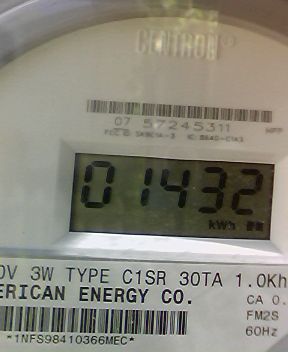 CENTRON®
07 57245311
01432
kWh
0V 3W TYPE C1SR 30TA 1.0Kh
ERICAN ENERGY CO.
CA 0.
FM2S
60Hz
*1NFS98410366MEC*